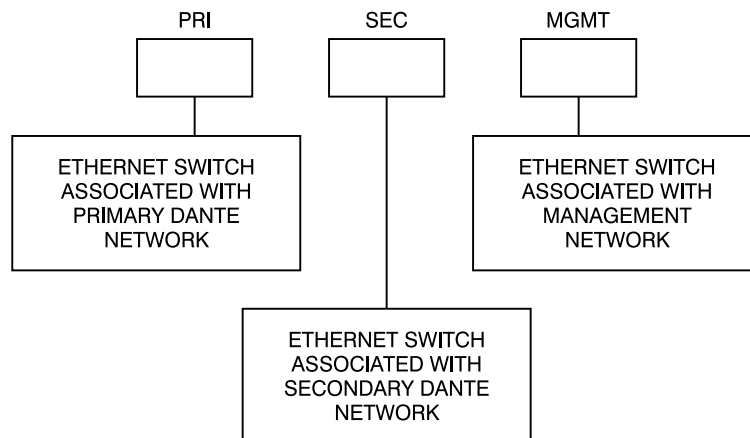 PRI
SEC
MGMT
ETHERNET SWITCH
ASSOCIATED WITH
PRIMARY DANTE
NETWORK
ETHERNET SWITCH
ASSOCIATED WITH
MANAGEMENT
NETWORK
ETHERNET SWITCH
ASSOCIATED WITH
SECONDARY DANTE
NETWORK